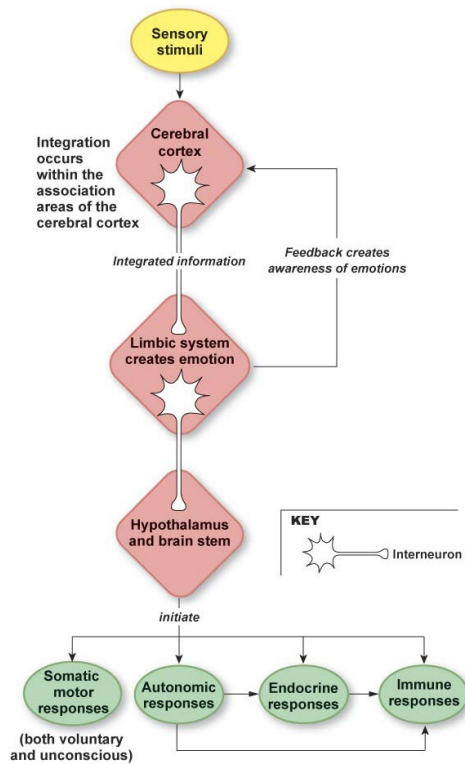 Sensory
stimuli
Cerebral
cortex
Integration
occurs
within the
association
areas of the
cerebral cortex
Integrated information
Feedback creates
awareness of emotions
Limbic system
creates emotion
Hypothalamus
and brain stem
KEY
Interneuron
initiate
Somatic
motor
responses
Autonomic
responses
Endocrine
responses
Immune
responses
(both voluntary
and unconscious)